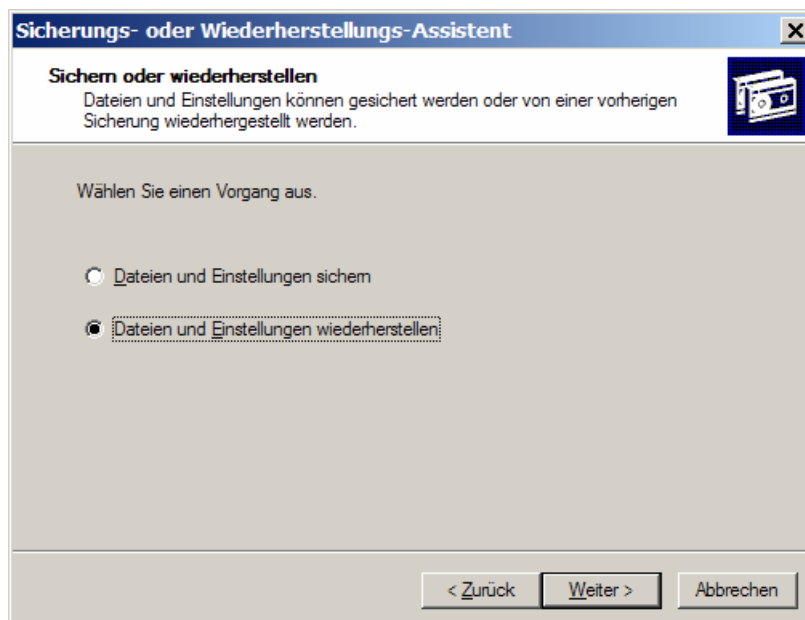 Sicherungs- oder Wiederherstellungs-Assistent
Sichern oder wiederherstellen
Dateien und Einstellungen können gesichert werden oder von einer vorherigen
Sicherung wiederhergestellt werden.
Wählen Sie einen Vorgang aus.
Dateien und Einstellungen sichern
Dateien und Einstellungen wiederherstellen
< Zurück
Weiter >
Abbrechen